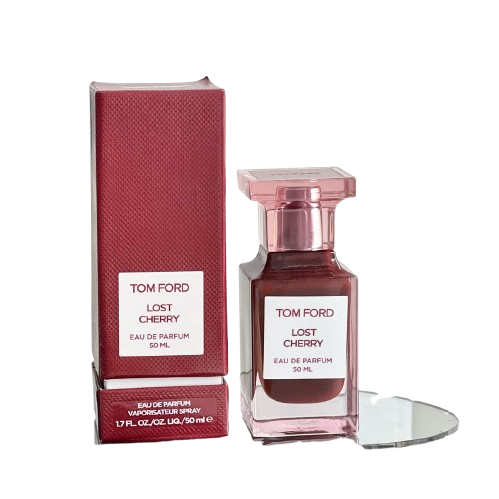 TOM FORD
LOST
CHERRY
EAU DE PARFUM
50 ML
EAU DE PARFUM
VAPORISATEUR SPRAY
1.7 FL. OZ./OZ. LIQ./50 ml e
TOM FORD
LOST
CHERRY
EAU DE PARFUM
50 ML